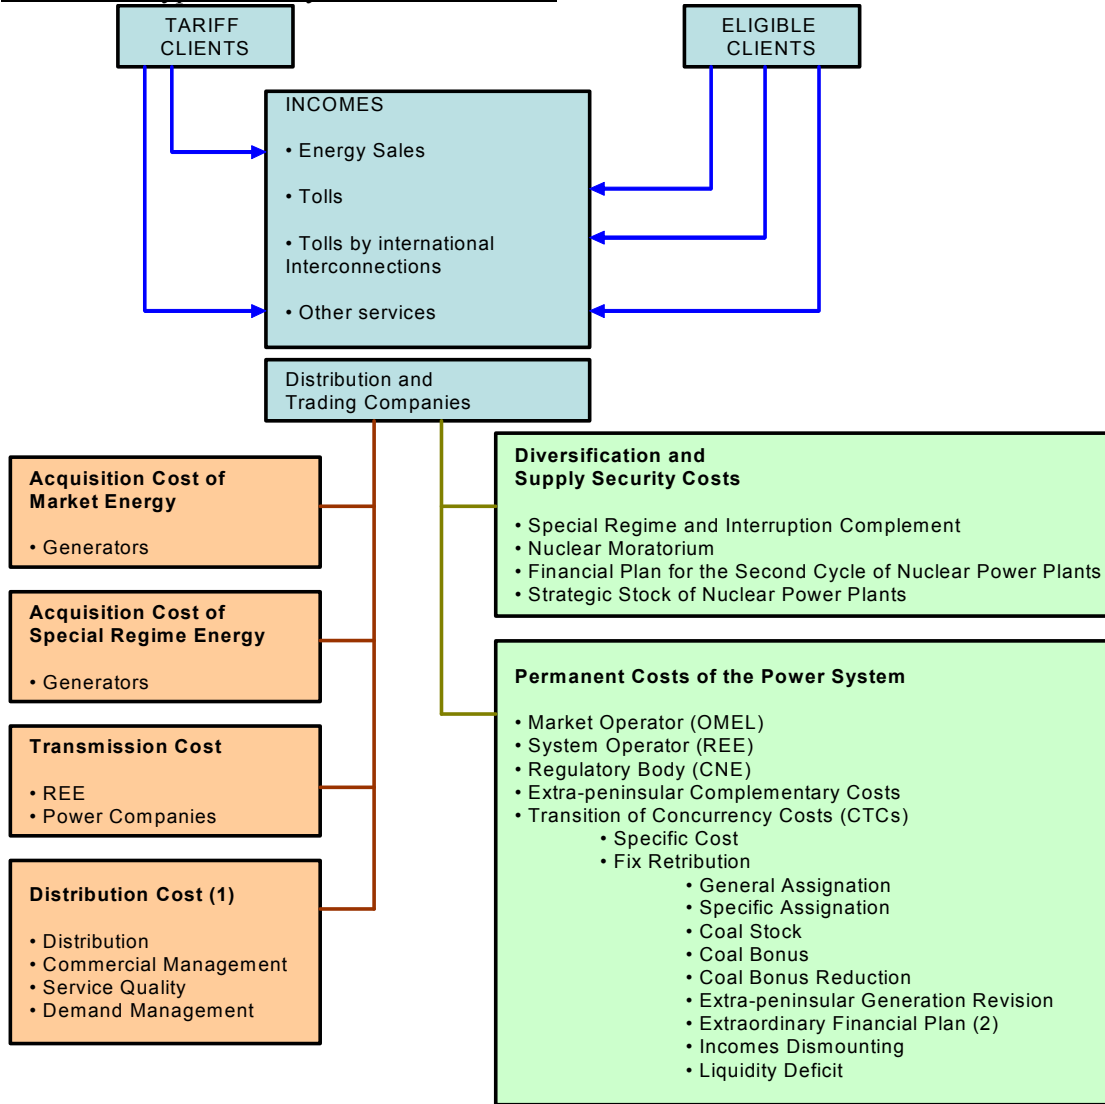 TARIFF
CLIENTS
ELIGIBLE
CLIENTS
INCOMES
• Energy Sales
• Tolls
• Tolls by international
Interconnections
• Other services
Distribution and
Trading Companies
Acquisition Cost of
Market Energy
• Generators
Acquisition Cost of
Special Regime Energy
• Generators
Transmission Cost
• REE
• Power Companies
Distribution Cost (1)
• Distribution
• Commercial Management
• Service Quality
• Demand Management
Diversification and
Supply Security Costs
• Special Regime and Interruption Complement
• Nuclear Moratorium
• Financial Plan for the Second Cycle of Nuclear Power Plants
• Strategic Stock of Nuclear Power Plants
Permanent Costs of the Power System
• Market Operator (OMEL)
• System Operator (REE)
• Regulatory Body (CNE)
• Extra-peninsular Complementary Costs
• Transition of Concurrency Costs (CTCs)
• Specific Cost
• Fix Retribution
• General Assignation
• Specific Assignation
• Coal Stock
• Coal Bonus
• Coal Bonus Reduction
• Extra-peninsular Generation Revision
• Extraordinary Financial Plan (2)
• Incomes Dismounting
• Liquidity Deficit